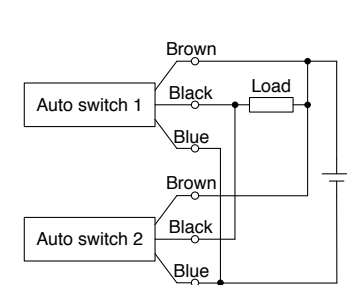 Brown
Auto switch 1
Black
Load
Blue
Brown
Auto switch 2
Black
Blue